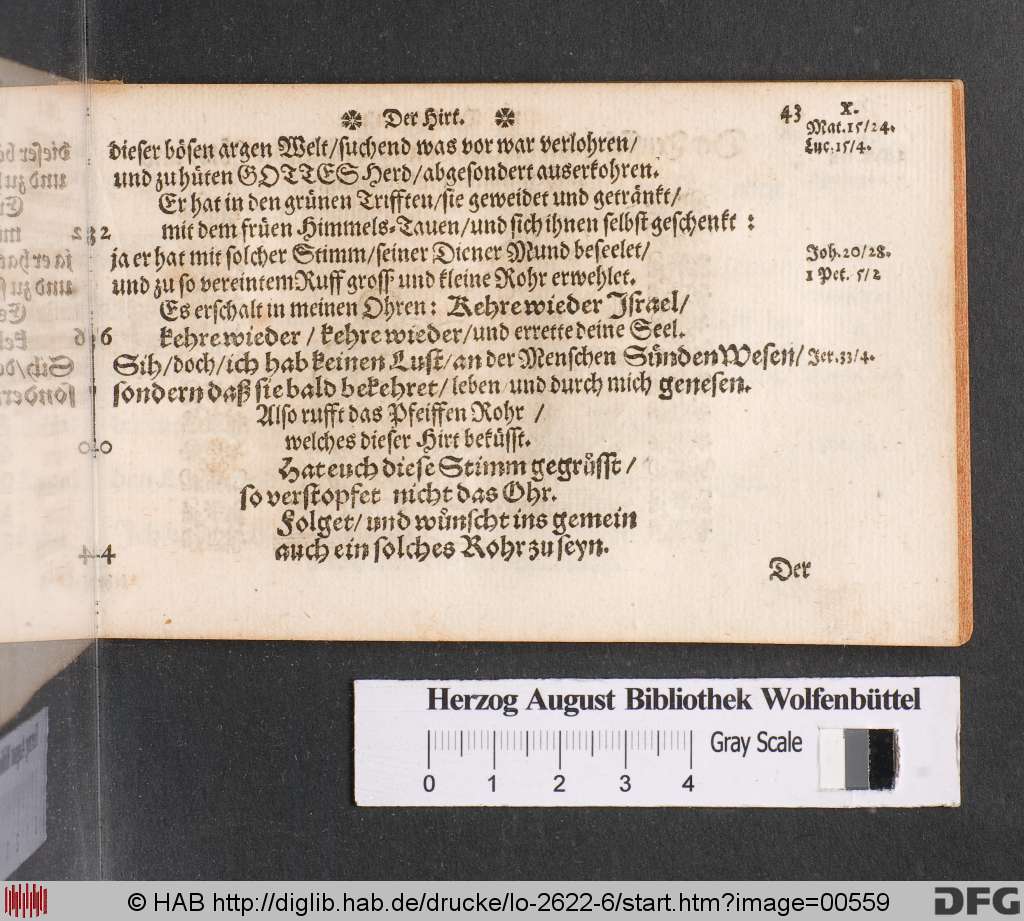 ✼ Der Hirt. ✼ 43 X.
Mat. 15/24.
dieser bösen argen Welt/suchend was vor war verlohren/ Luc. 15/4.
und zu hüten GOTTES Herd/abgesondert auserkohren.
Er hat in den grünen Trifften/sie geweidet und getränkt/
2 mit dem früen Himmels-Tauen/und sich ihnen selbst geschenkt :
ja er hat mit solcher Stimm/seiner Diener Mund beseelet/ Joh. 20/28.
und zu so vereintem Ruff gross und kleine Rohr erwehlet. 1 Pet. 5/2
Es erschalt in meinen Ohren: Kehre wieder Israel/
6 kehre wieder / kehre wieder/und errette deine Seel.
Sih/doch/ich hab keinen Lust/an der Menschen Sünden Wesen/ Jer. 33/4.
sondern daß sie bald bekehret/leben und durch mich genesen.
Also rufft das Pfeiffen Rohr /
0 welches dieser Hirt beküsst.
Hat euch diese Stimm gegrüsst /
so verstopfet nicht das Ohr.
Folget/ und wünscht ins gemein
4 auch ein solches Rohr zu seyn.
Der
Herzog August Bibliothek Wolfenbüttel
0 1 2 3 4 Gray Scale
© HAB http://diglib.hab.de/drucke/lo-2622-6/start.htm?image=00559
DFG